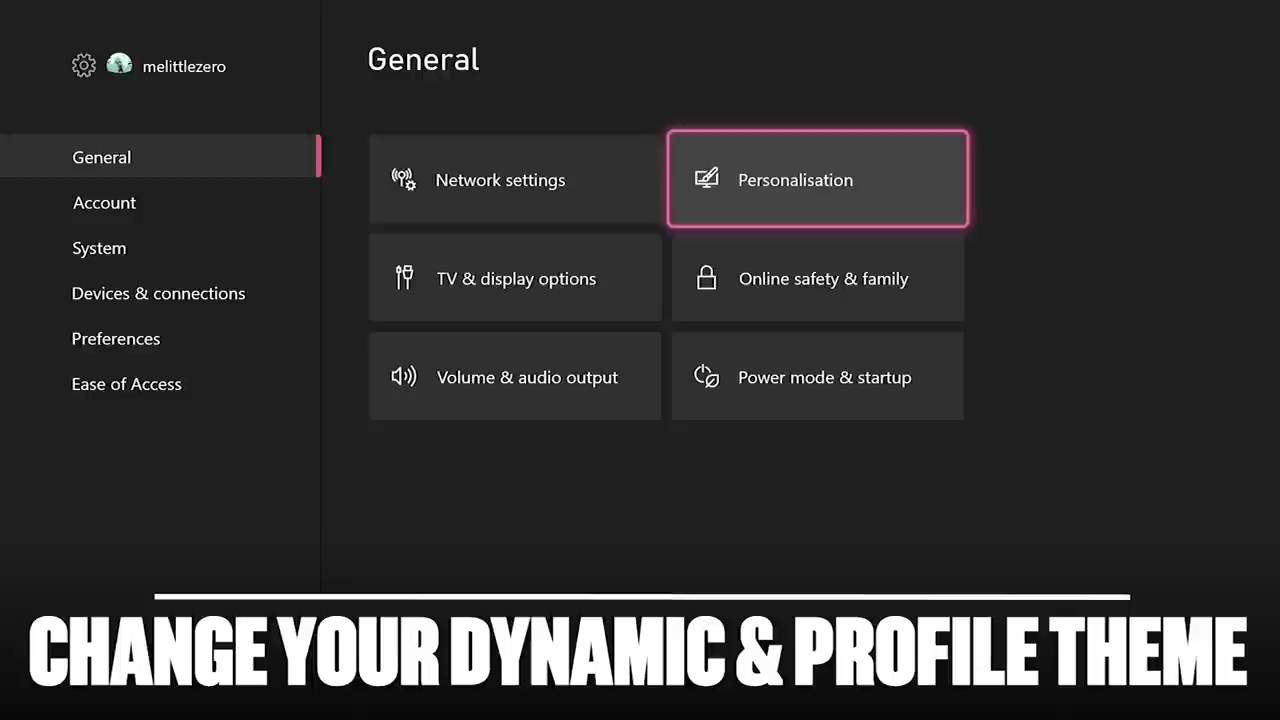 melittlezero
General
General
Account
System
Devices & connections
Preferences
Ease of Access
Network settings
Personalisation
TV & display options
Online safety & family
Volume & audio output
Power mode & startup
CHANGE YOUR DYNAMIC & PROFILE THEME